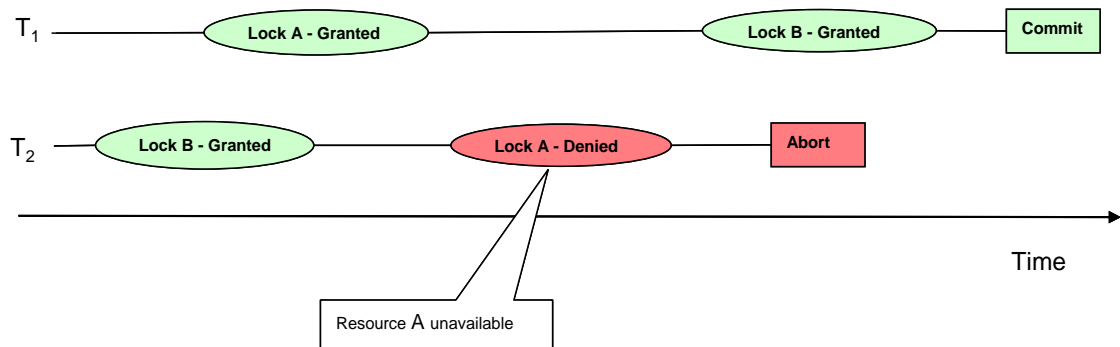 T1
Lock A - Granted
Lock B - Granted
Commit
T2
Lock B - Granted
Lock A - Denied
Abort
Time
Resource A unavailable